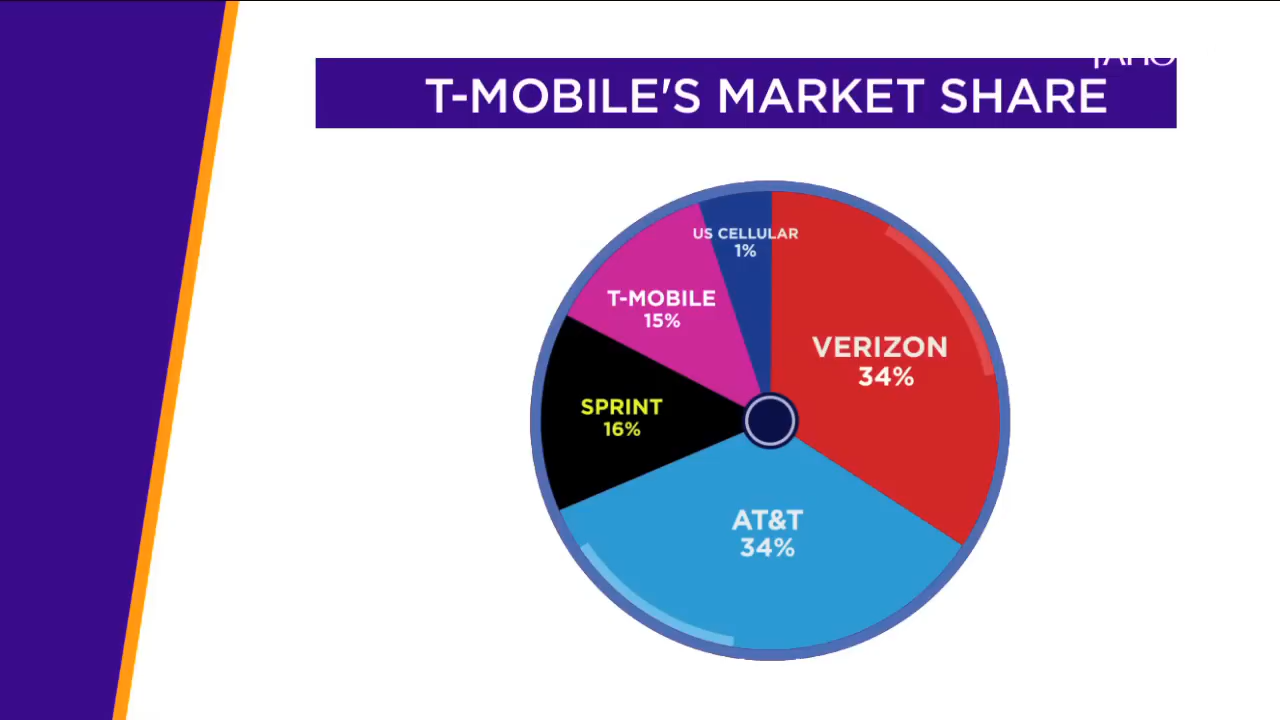 T-MOBILE'S MARKET SHARE
US CELLULAR
1%
T-MOBILE
15%
VERIZON
34%
SPRINT
16%
AT&T
34%